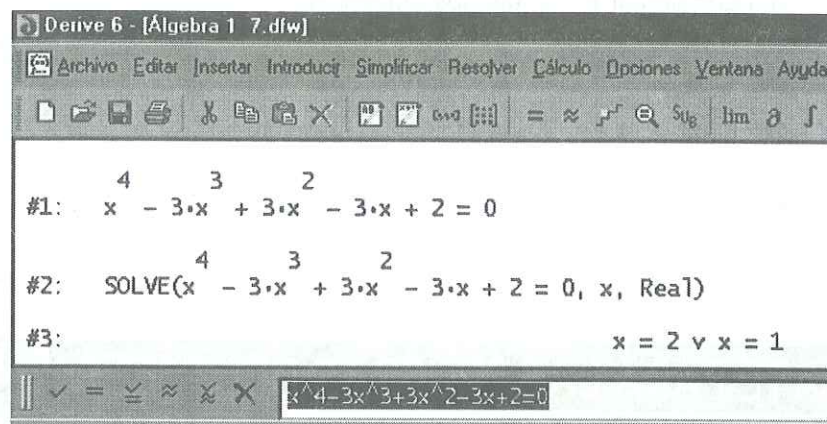 Derive 6 - [Álgebra 1 7.dfw]
Archivo Editar Insertar Introducir Simplificar Resolver Cálculo Opciones Ventana Ayuda
= ≈ Sub lim ∂ ∫
#1: x^4 - 3·x^3 + 3·x^2 - 3·x + 2 = 0
#2: SOLVE(x^4 - 3·x^3 + 3·x^2 - 3·x + 2 = 0, x, Real)
#3: x = 2 ∨ x = 1
x^4-3x^3+3x^2-3x+2=0